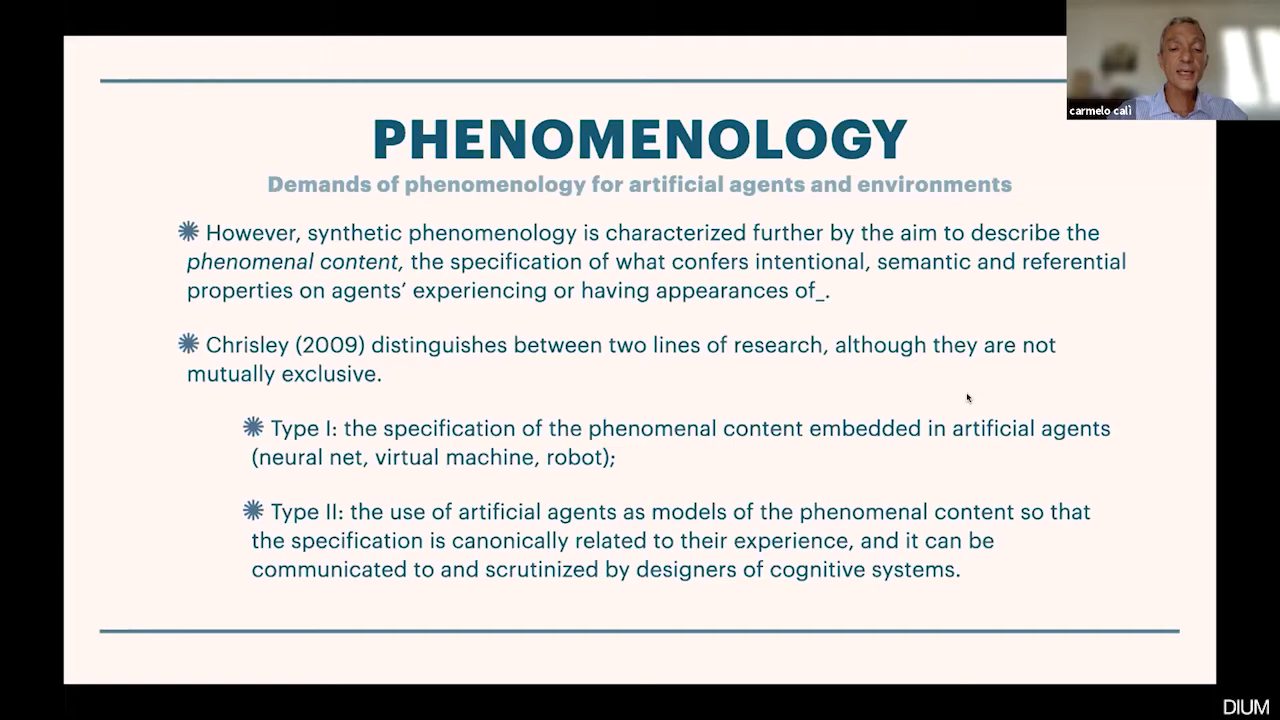 carmelo calì
PHENOMENOLOGY
Demands of phenomenology for artificial agents and environments
However, synthetic phenomenology is characterized further by the aim to describe the
phenomenal content, the specification of what confers intentional, semantic and referential
properties on agents’ experiencing or having appearances of_.
Chrisley (2009) distinguishes between two lines of research, although they are not
mutually exclusive.
Type I: the specification of the phenomenal content embedded in artificial agents
(neural net, virtual machine, robot);
Type II: the use of artificial agents as models of the phenomenal content so that
the specification is canonically related to their experience, and it can be
communicated to and scrutinized by designers of cognitive systems.
DIUM